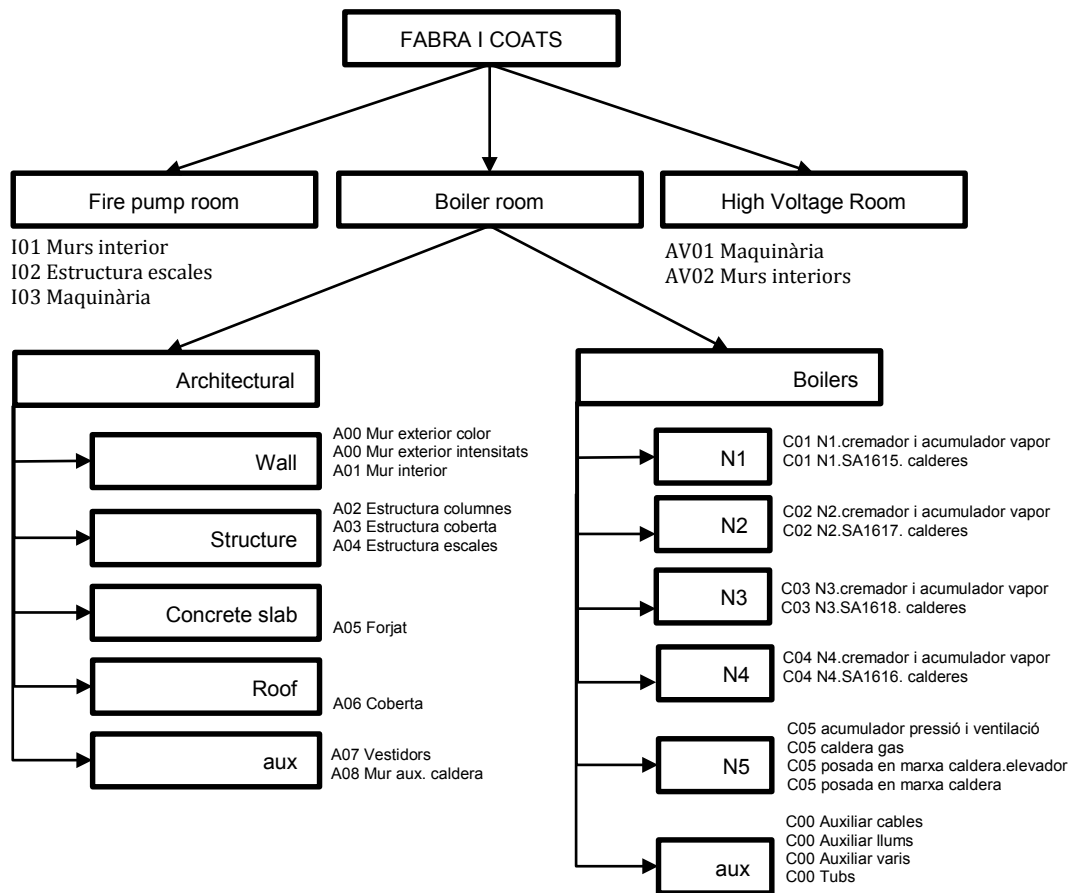 FABRA I COATS
Fire pump room
Boiler room
High Voltage Room
I01 Murs interior
I02 Estructura escales
I03 Maquinària
AV01 Maquinària
AV02 Murs interiors
Architectural
Wall
A00 Mur exterior color
A00 Mur exterior intensitats
A01 Mur interior
Structure
A02 Estructura columnes
A03 Estructura coberta
A04 Estructura escales
Concrete slab
A05 Forjat
Roof
A06 Coberta
aux
A07 Vestidors
A08 Mur aux. caldera
Boilers
N1
C01 N1.cremador i acumulador vapor
C01 N1.SA1615. calderes
N2
C02 N2.cremador i acumulador vapor
C02 N2.SA1617. calderes
N3
C03 N3.cremador i acumulador vapor
C03 N3.SA1618. calderes
N4
C04 N4.cremador i acumulador vapor
C04 N4.SA1616. calderes
N5
C05 acumulador pressió i ventilació
C05 caldera gas
C05 posada en marxa caldera.elevador
C05 posada en marxa caldera
aux
C00 Auxiliar cables
C00 Auxiliar llums
C00 Auxiliar varis
C00 Tubs